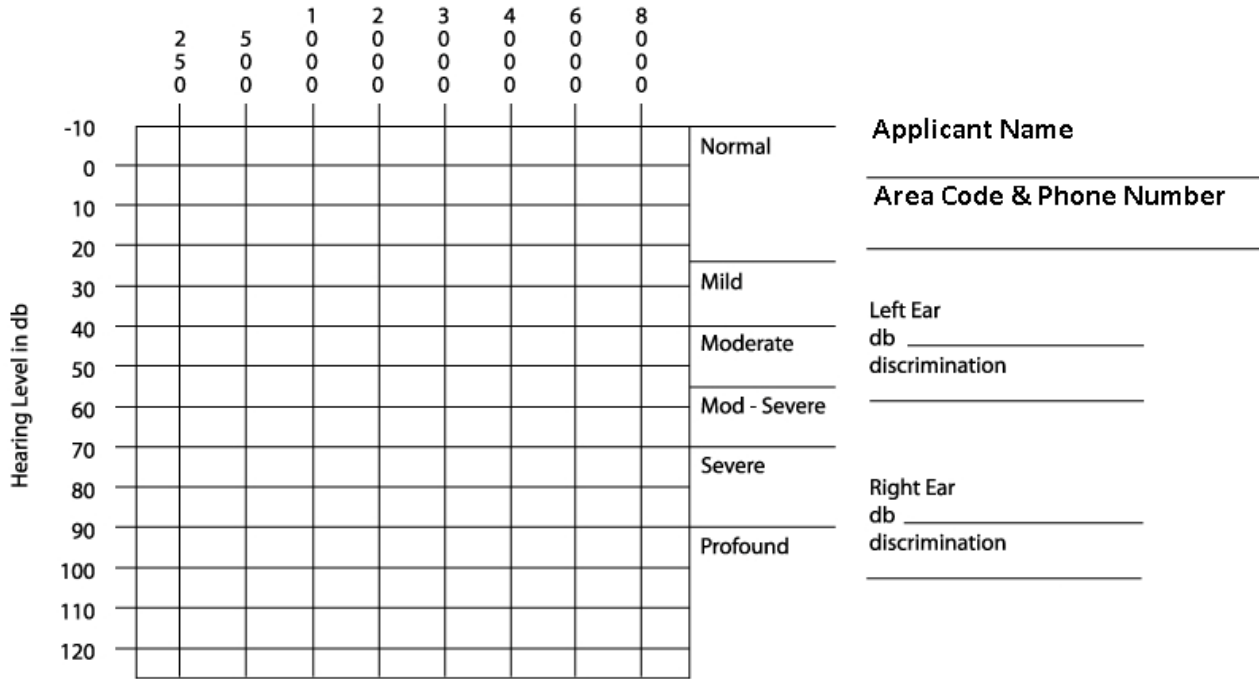 250 500 1000 2000 3000 4000 6000 8000
-10
0
10
20
30
40
50
60
70
80
90
100
110
120
Hearing Level in db
Normal
Mild
Moderate
Mod - Severe
Severe
Profound
Applicant Name
Area Code & Phone Number
Left Ear
db
discrimination
Right Ear
db
discrimination